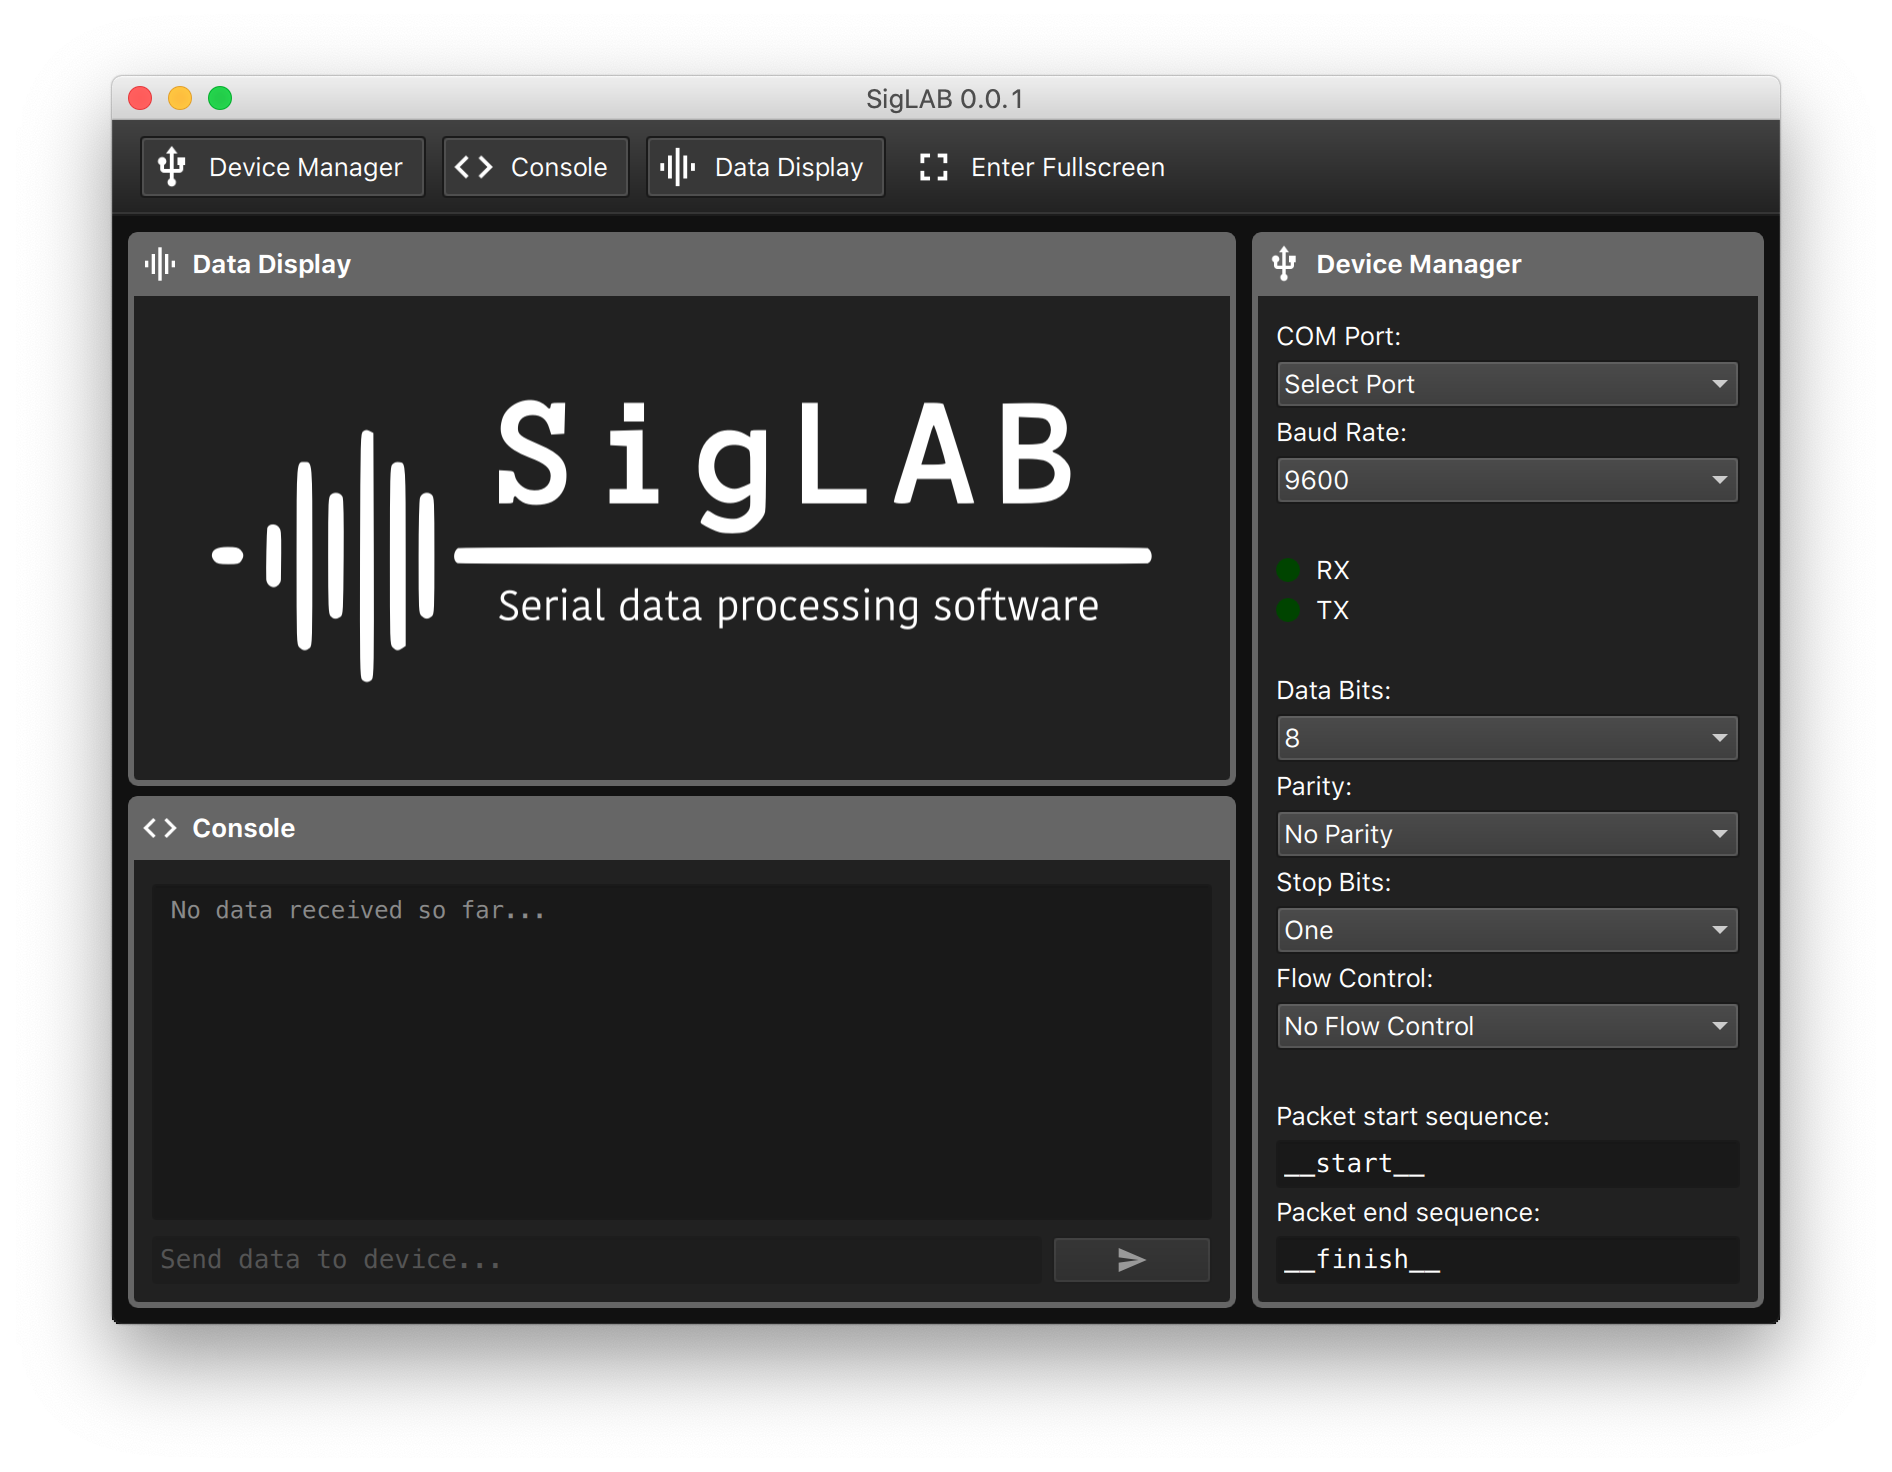 SigLAB 0.0.1
Device Manager
Console
Data Display
Enter Fullscreen
Data Display
SigLAB
Serial data processing software
Console
No data received so far...
Send data to device...
Device Manager
COM Port:
Select Port
Baud Rate:
9600
RX
TX
Data Bits:
8
Parity:
No Parity
Stop Bits:
One
Flow Control:
No Flow Control
Packet start sequence:
__start__
Packet end sequence:
__finish__